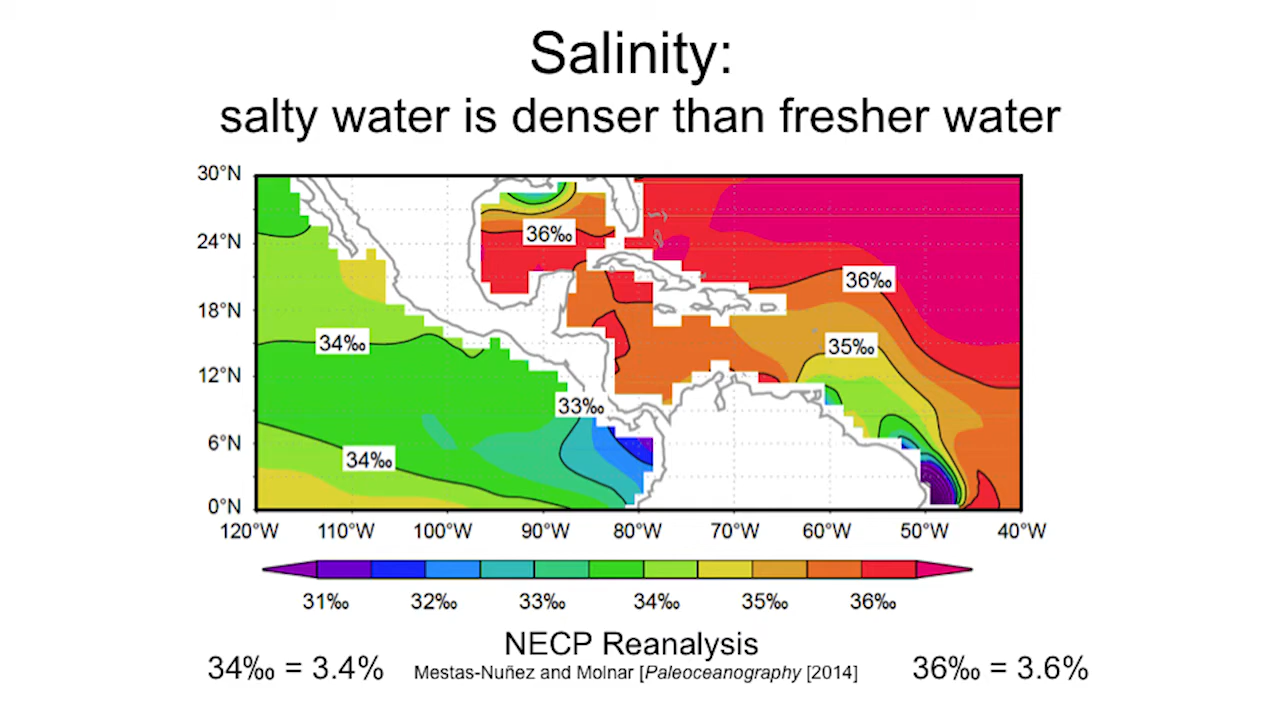 Salinity:
salty water is denser than fresher water
30°N
24°N
18°N
12°N
6°N
0°N
36‰
36‰
34‰
35‰
33‰
34‰
120°W 110°W 100°W 90°W 80°W 70°W 60°W 50°W 40°W
31‰ 32‰ 33‰ 34‰ 35‰ 36‰
NECP Reanalysis
34‰ = 3.4% Mestas-Nuñez and Molnar [Paleoceanography [2014] 36‰ = 3.6%